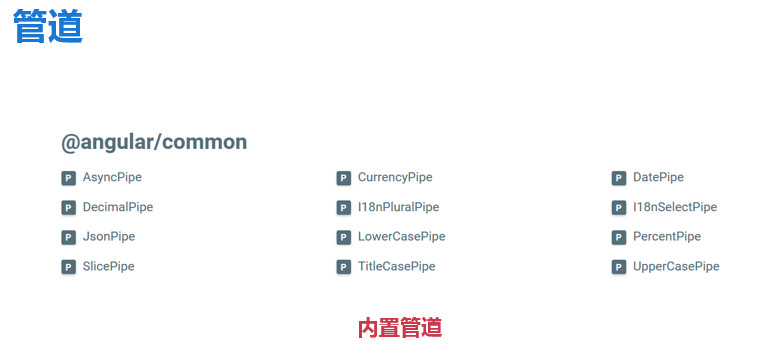 管道
@angular/common
P AsyncPipe P CurrencyPipe P DatePipe
P DecimalPipe P I18nPluralPipe P I18nSelectPipe
P JsonPipe P LowerCasePipe P PercentPipe
P SlicePipe P TitleCasePipe P UpperCasePipe
内置管道